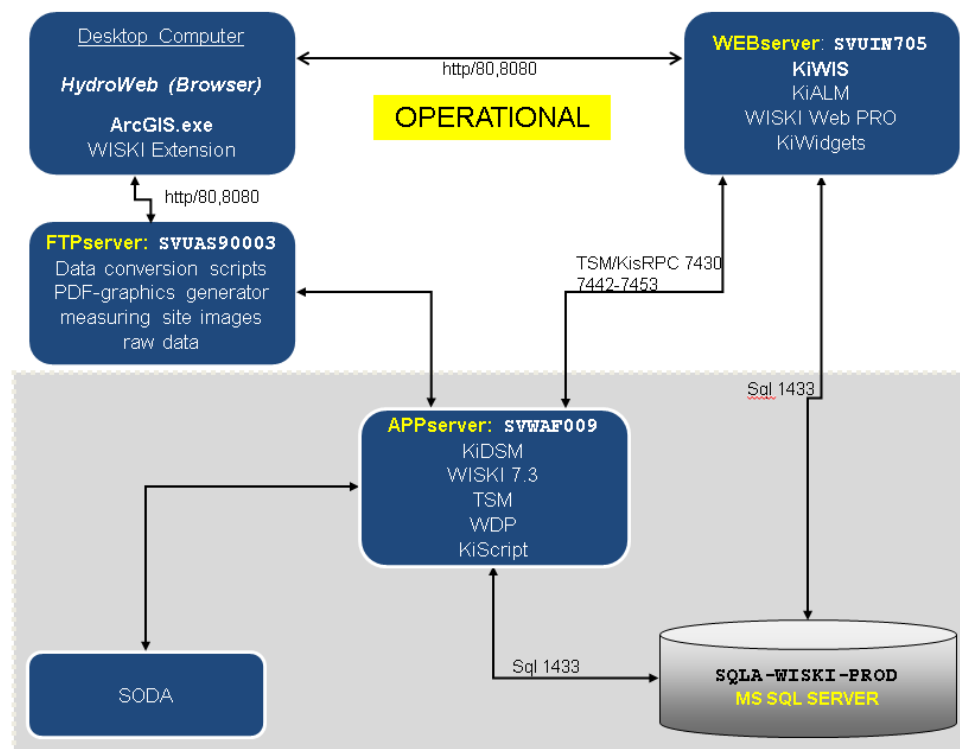 Desktop Computer
HydroWeb (Browser)
ArcGIS.exe
WISKI Extension
http/80,8080
OPERATIONAL
WEBserver: SVUIN705
KiWIS
KiALM
WISKI Web PRO
KiWidgets
http/80,8080
FTPserver: SVUAS90003
Data conversion scripts
PDF-graphics generator
measuring site images
raw data
TSM/KisRPC 7430
7442-7453
Sql 1433
APPserver: SVWAF009
KiDSM
WISKI 7.3
TSM
WDP
KiScript
SODA
Sql 1433
SQLA-WISKI-PROD
MS SQL SERVER